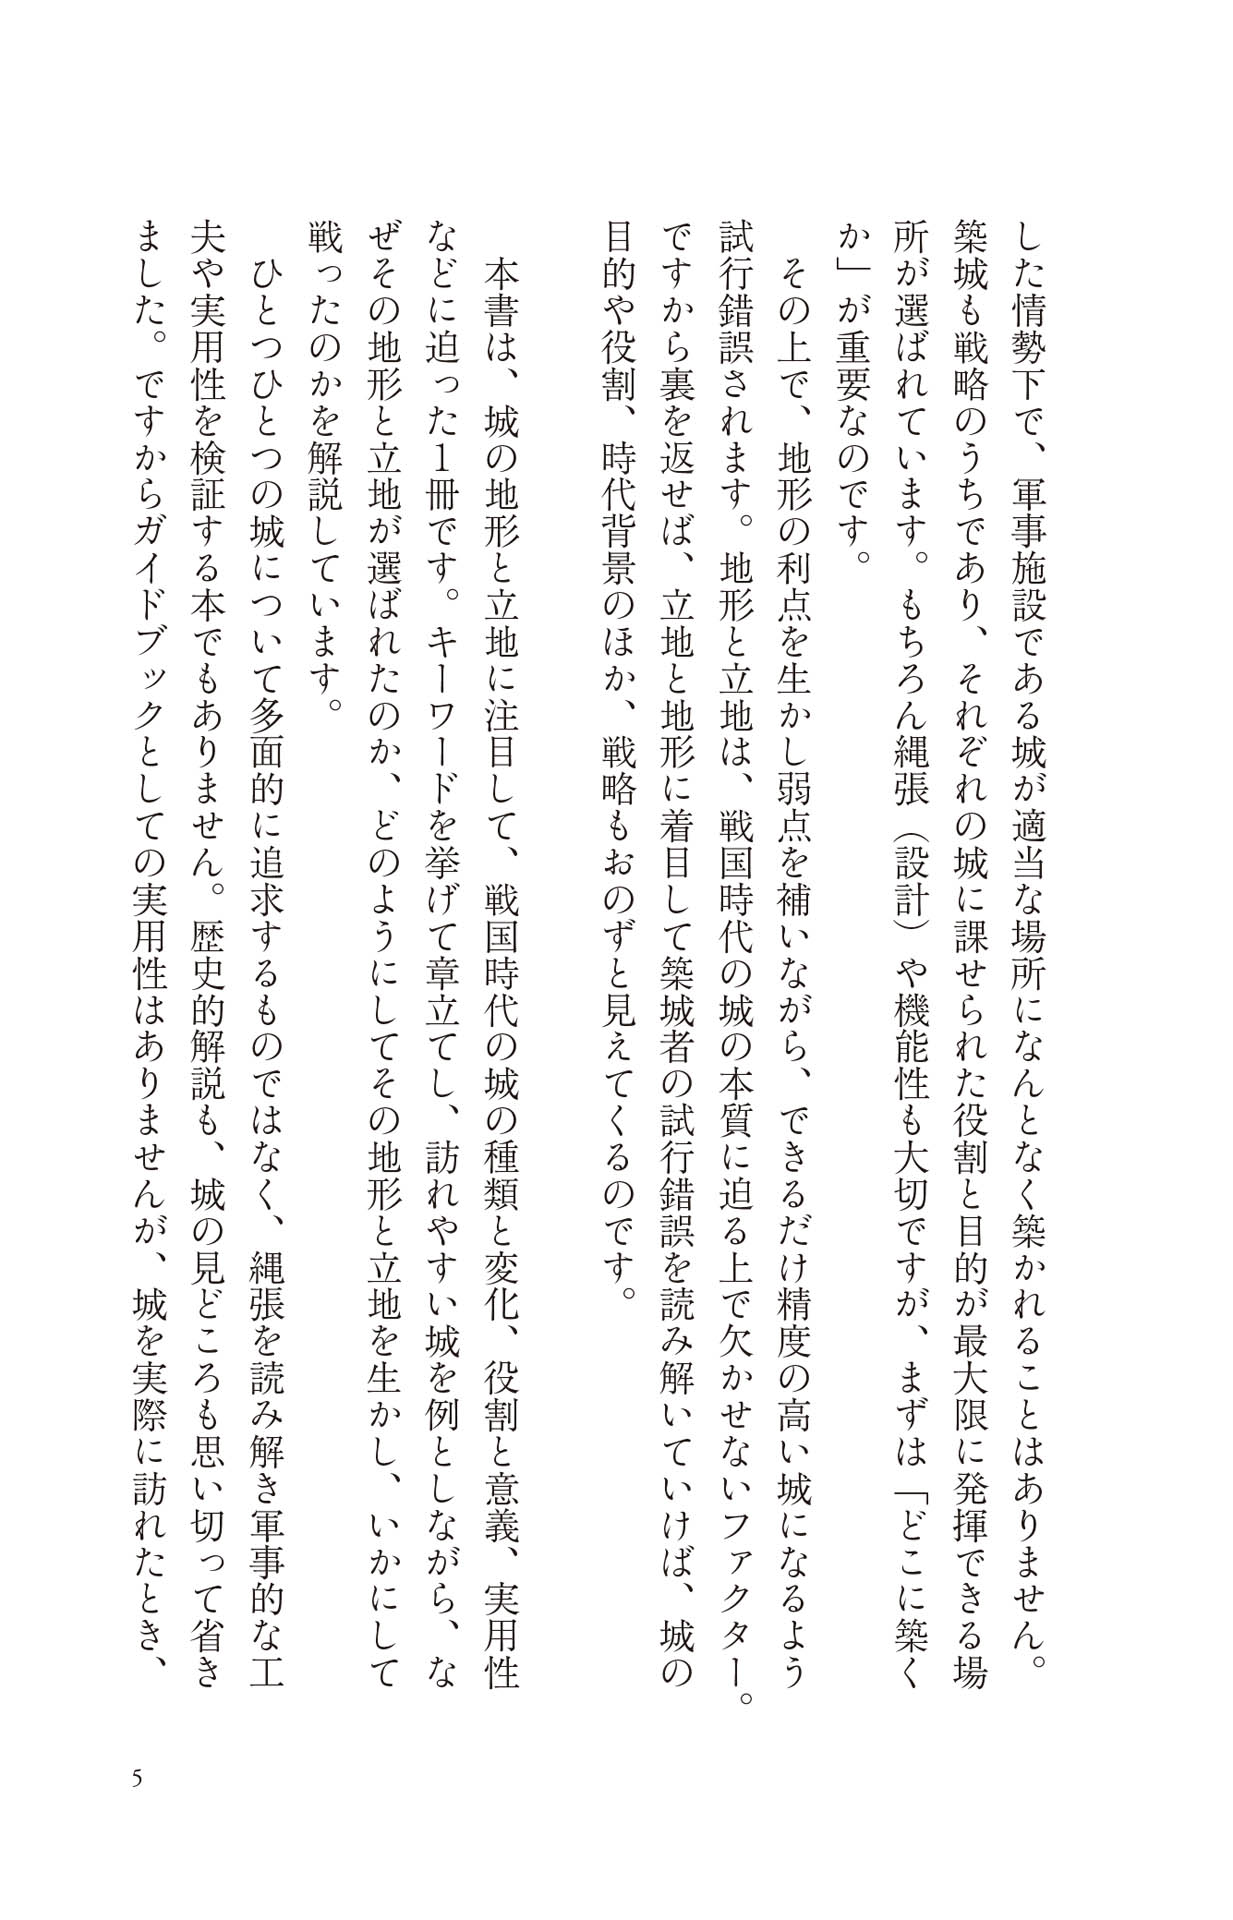 した情勢下で、軍事施設である城が適当な場所になんとなく築かれることはありません。
築城も戦略のうちであり、それぞれの城に課せられた役割と目的が最大限に発揮できる場
所が選ばれています。もちろん縄張（設計）や機能性も大切ですが、まずは「どこに築く
か」が重要なのです。
　その上で、地形の利点を生かし弱点を補いながら、できるだけ精度の高い城になるよう
試行錯誤されます。地形と立地は、戦国時代の城の本質に迫る上で欠かせないファクター。
ですから裏を返せば、立地と地形に着目して築城者の試行錯誤を読み解いていけば、城の
目的や役割、時代背景のほか、戦略もおのずと見えてくるのです。
　本書は、城の地形と立地に注目して、戦国時代の城の種類と変化、役割と意義、実用性
などに迫った１冊です。キーワードを挙げて章立てし、訪れやすい城を例としながら、な
ぜその地形と立地が選ばれたのか、どのようにしてその地形と立地を生かし、いかにして
戦ったのかを解説しています。
　ひとつひとつの城について多面的に追求するものではなく、縄張を読み解き軍事的な工
夫や実用性を検証する本でもありません。歴史的解説も、城の見どころも思い切って省き
ました。ですからガイドブックとしての実用性はありませんが、城を実際に訪れたとき、
5